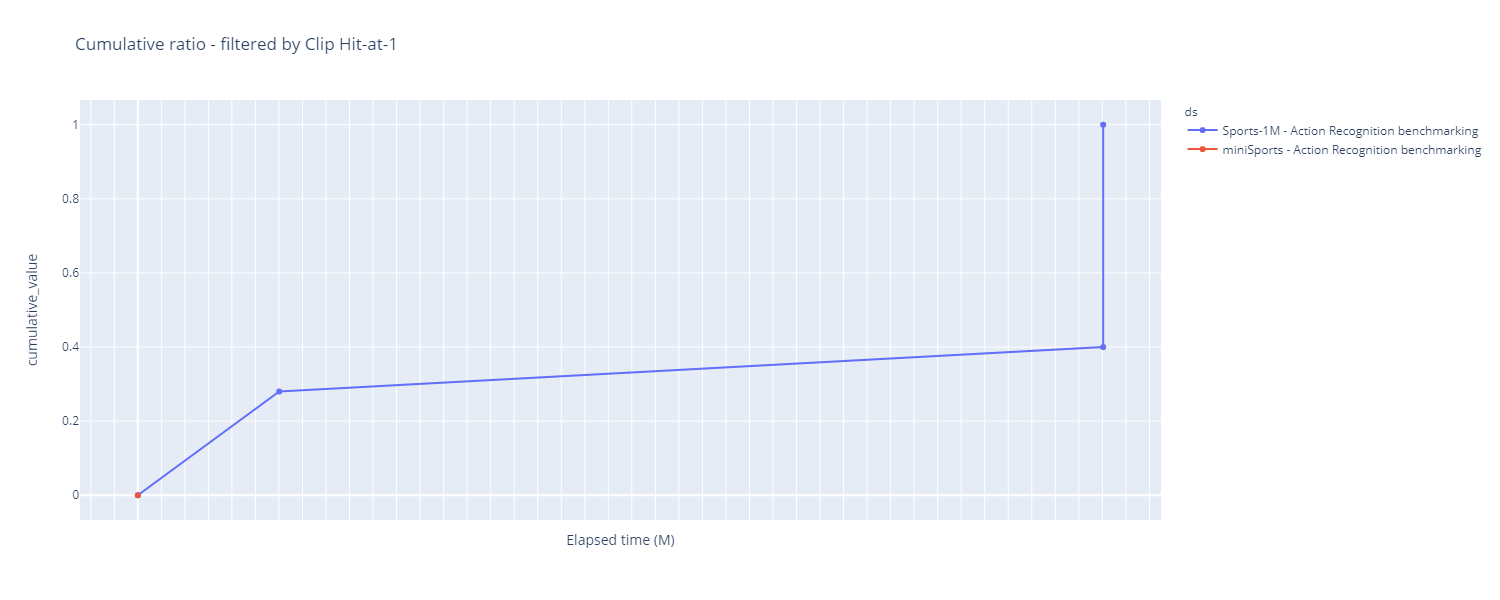 Cumulative ratio - filtered by Clip Hit-at-1
ds
Sports-1M - Action Recognition benchmarking
miniSports - Action Recognition benchmarking
cumulative_value
1
0.8
0.6
0.4
0.2
0
Elapsed time (M)